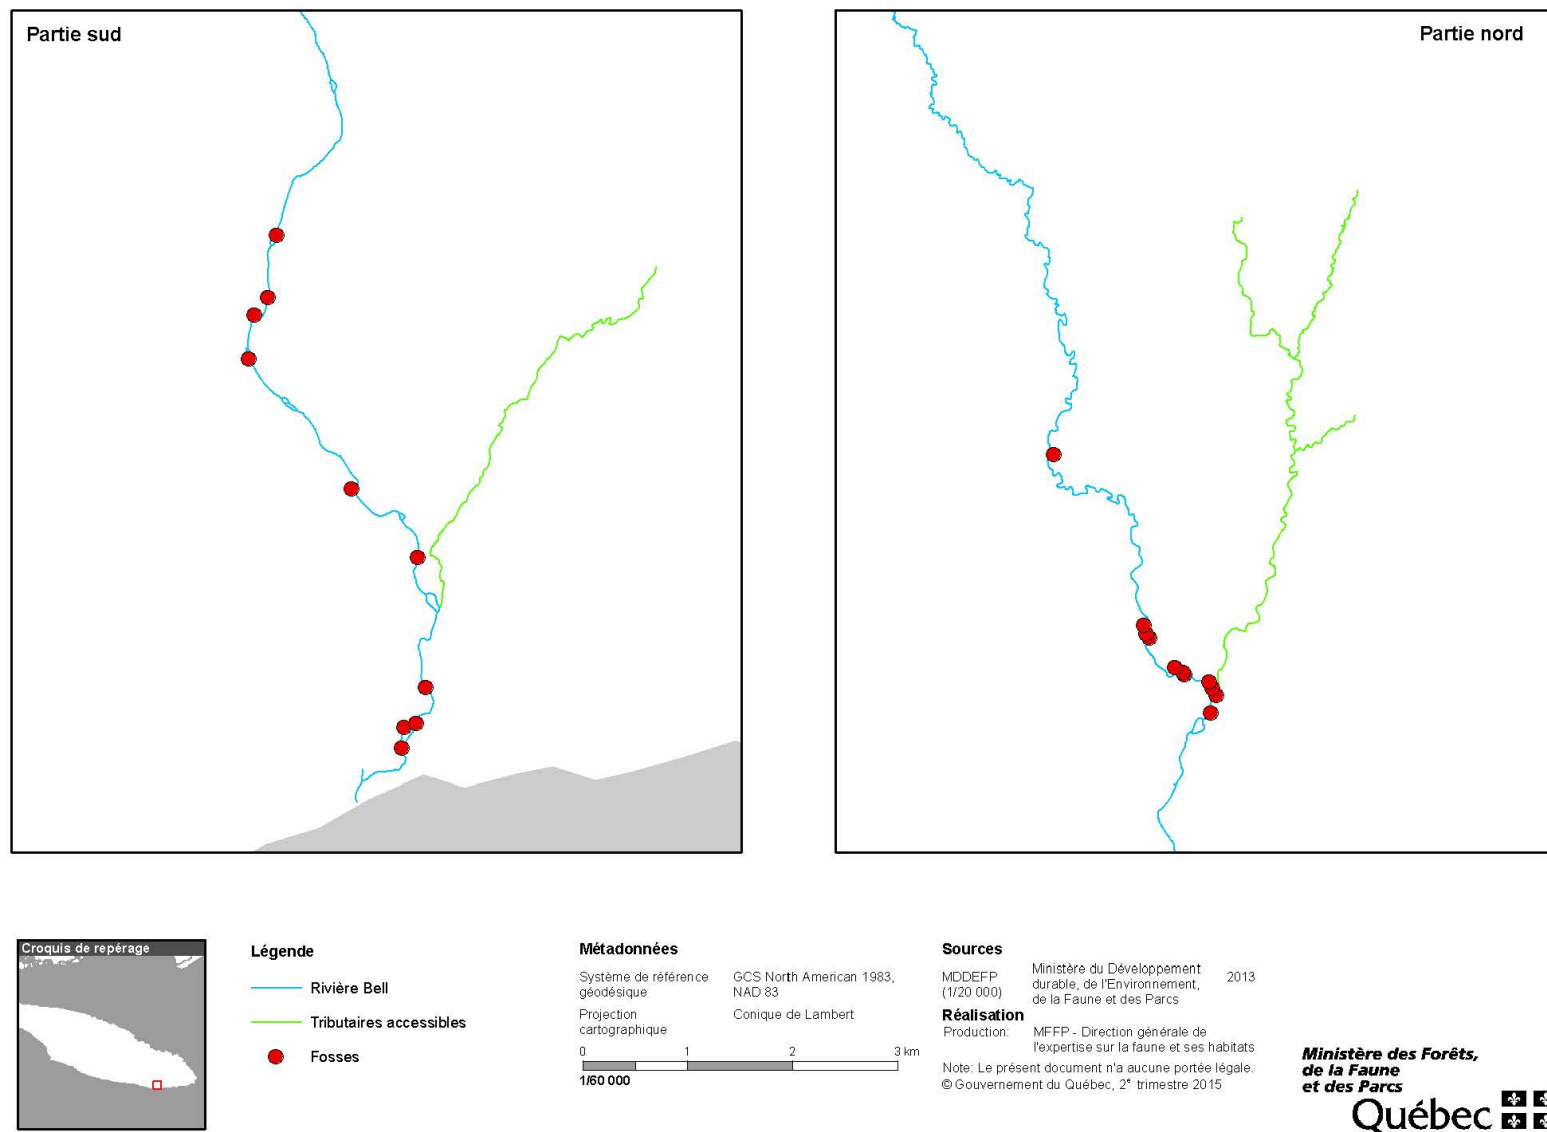 Partie sud
Partie nord
Croquis de repérage
Légende
Rivière Bell
Tributaires accessibles
Fosses
Métadonnées
Système de référence
géodésique
GCS North American 1983,
NAD 83
Projection
cartographique
Conique de Lambert
0 1 2 3 km
1/60 000
Sources
MDDEFP
(1/20 000)
Ministère du Développement
durable, de l'Environnement,
de la Faune et des Parcs
2013
Réalisation
Production:
MFFP - Direction générale de
l'expertise sur la faune et ses habitats
Note: Le présent document n'a aucune portée légale.
© Gouvernement du Québec, 2e trimestre 2015
Ministère des Forêts,
de la Faune
et des Parcs
Québec